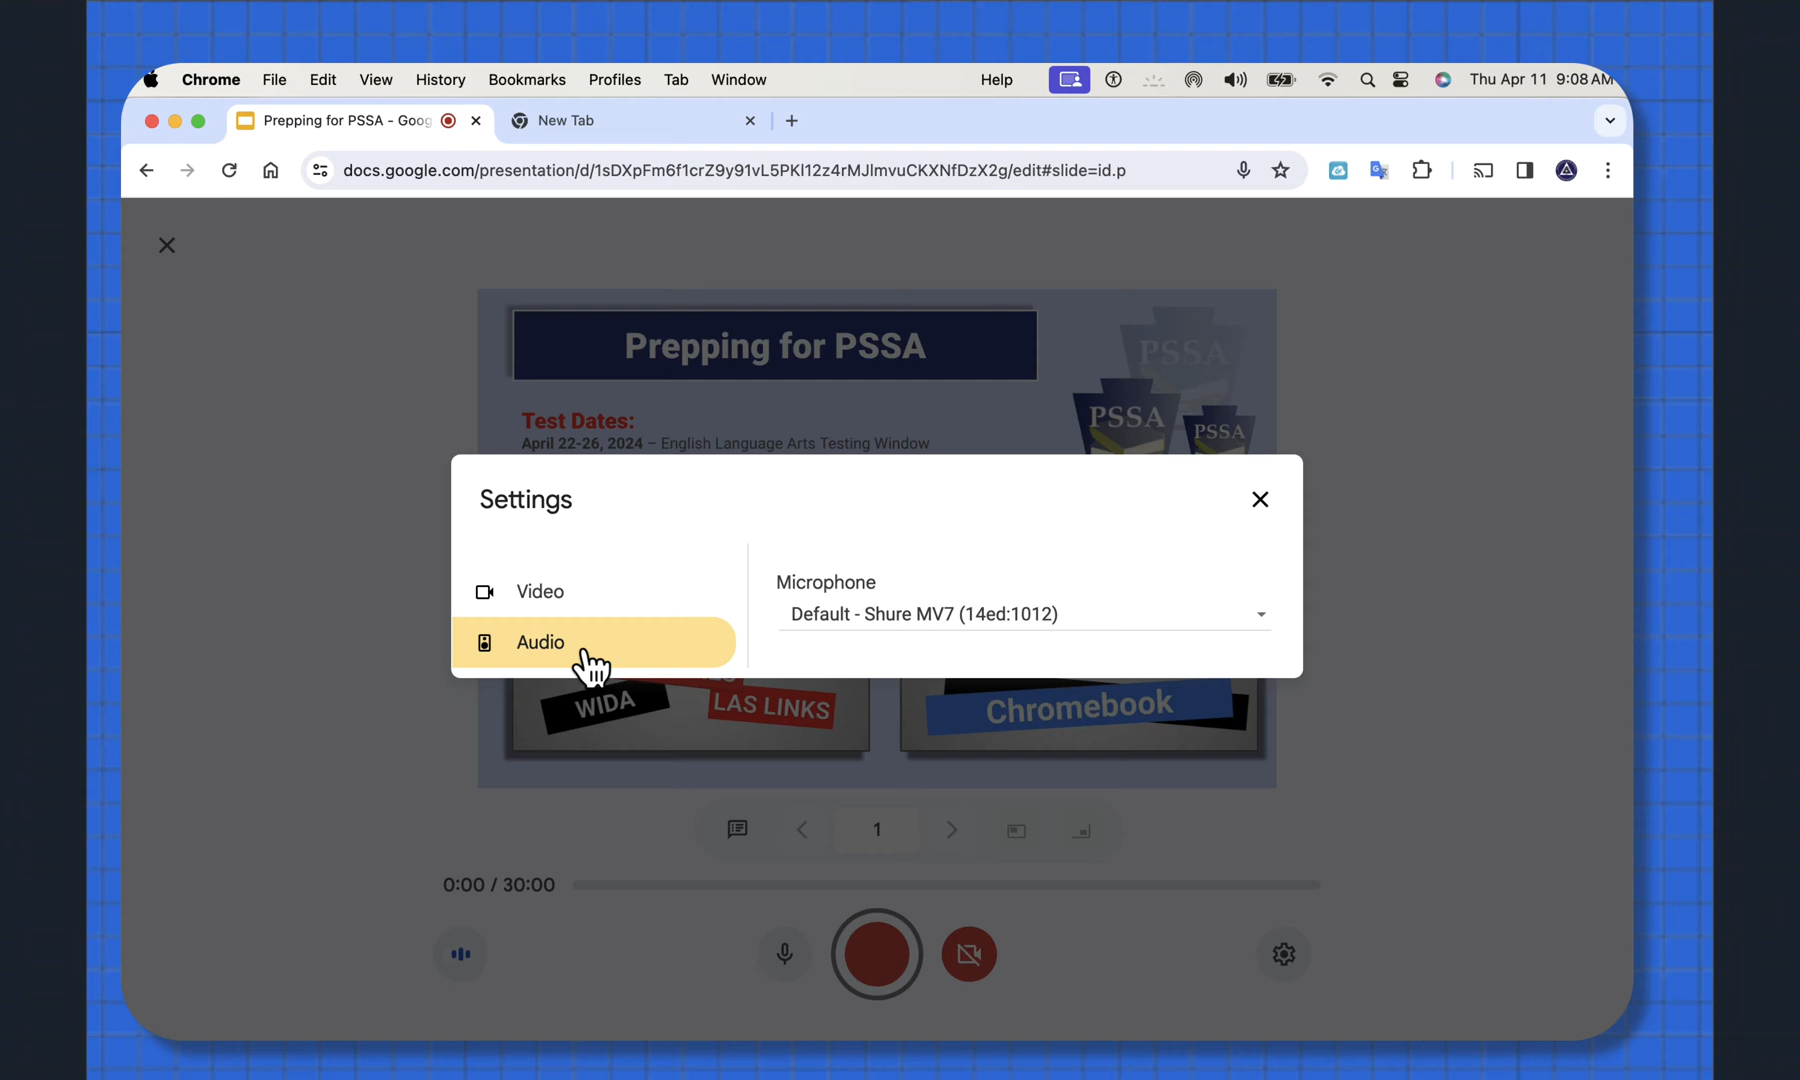 Chrome File Edit View History Bookmarks Profiles Tab Window Help Thu Apr 11 9:08 AM
Prepping for PSSA - Goog New Tab
docs.google.com/presentation/d/1sDXpFm6f1crZ9y91vL5PKl12z4rMJlmvuCKXNfDzX2g/edit#slide=id.p
Prepping for PSSA
PSSA
PSSA
PSSA
Test Dates:
April 22-26, 2024 – English Language Arts Testing Window
Settings
Video
Audio
Microphone
Default - Shure MV7 (14ed:1012)
WIDA
LAS LINKS
Chromebook
1
0:00 / 30:00